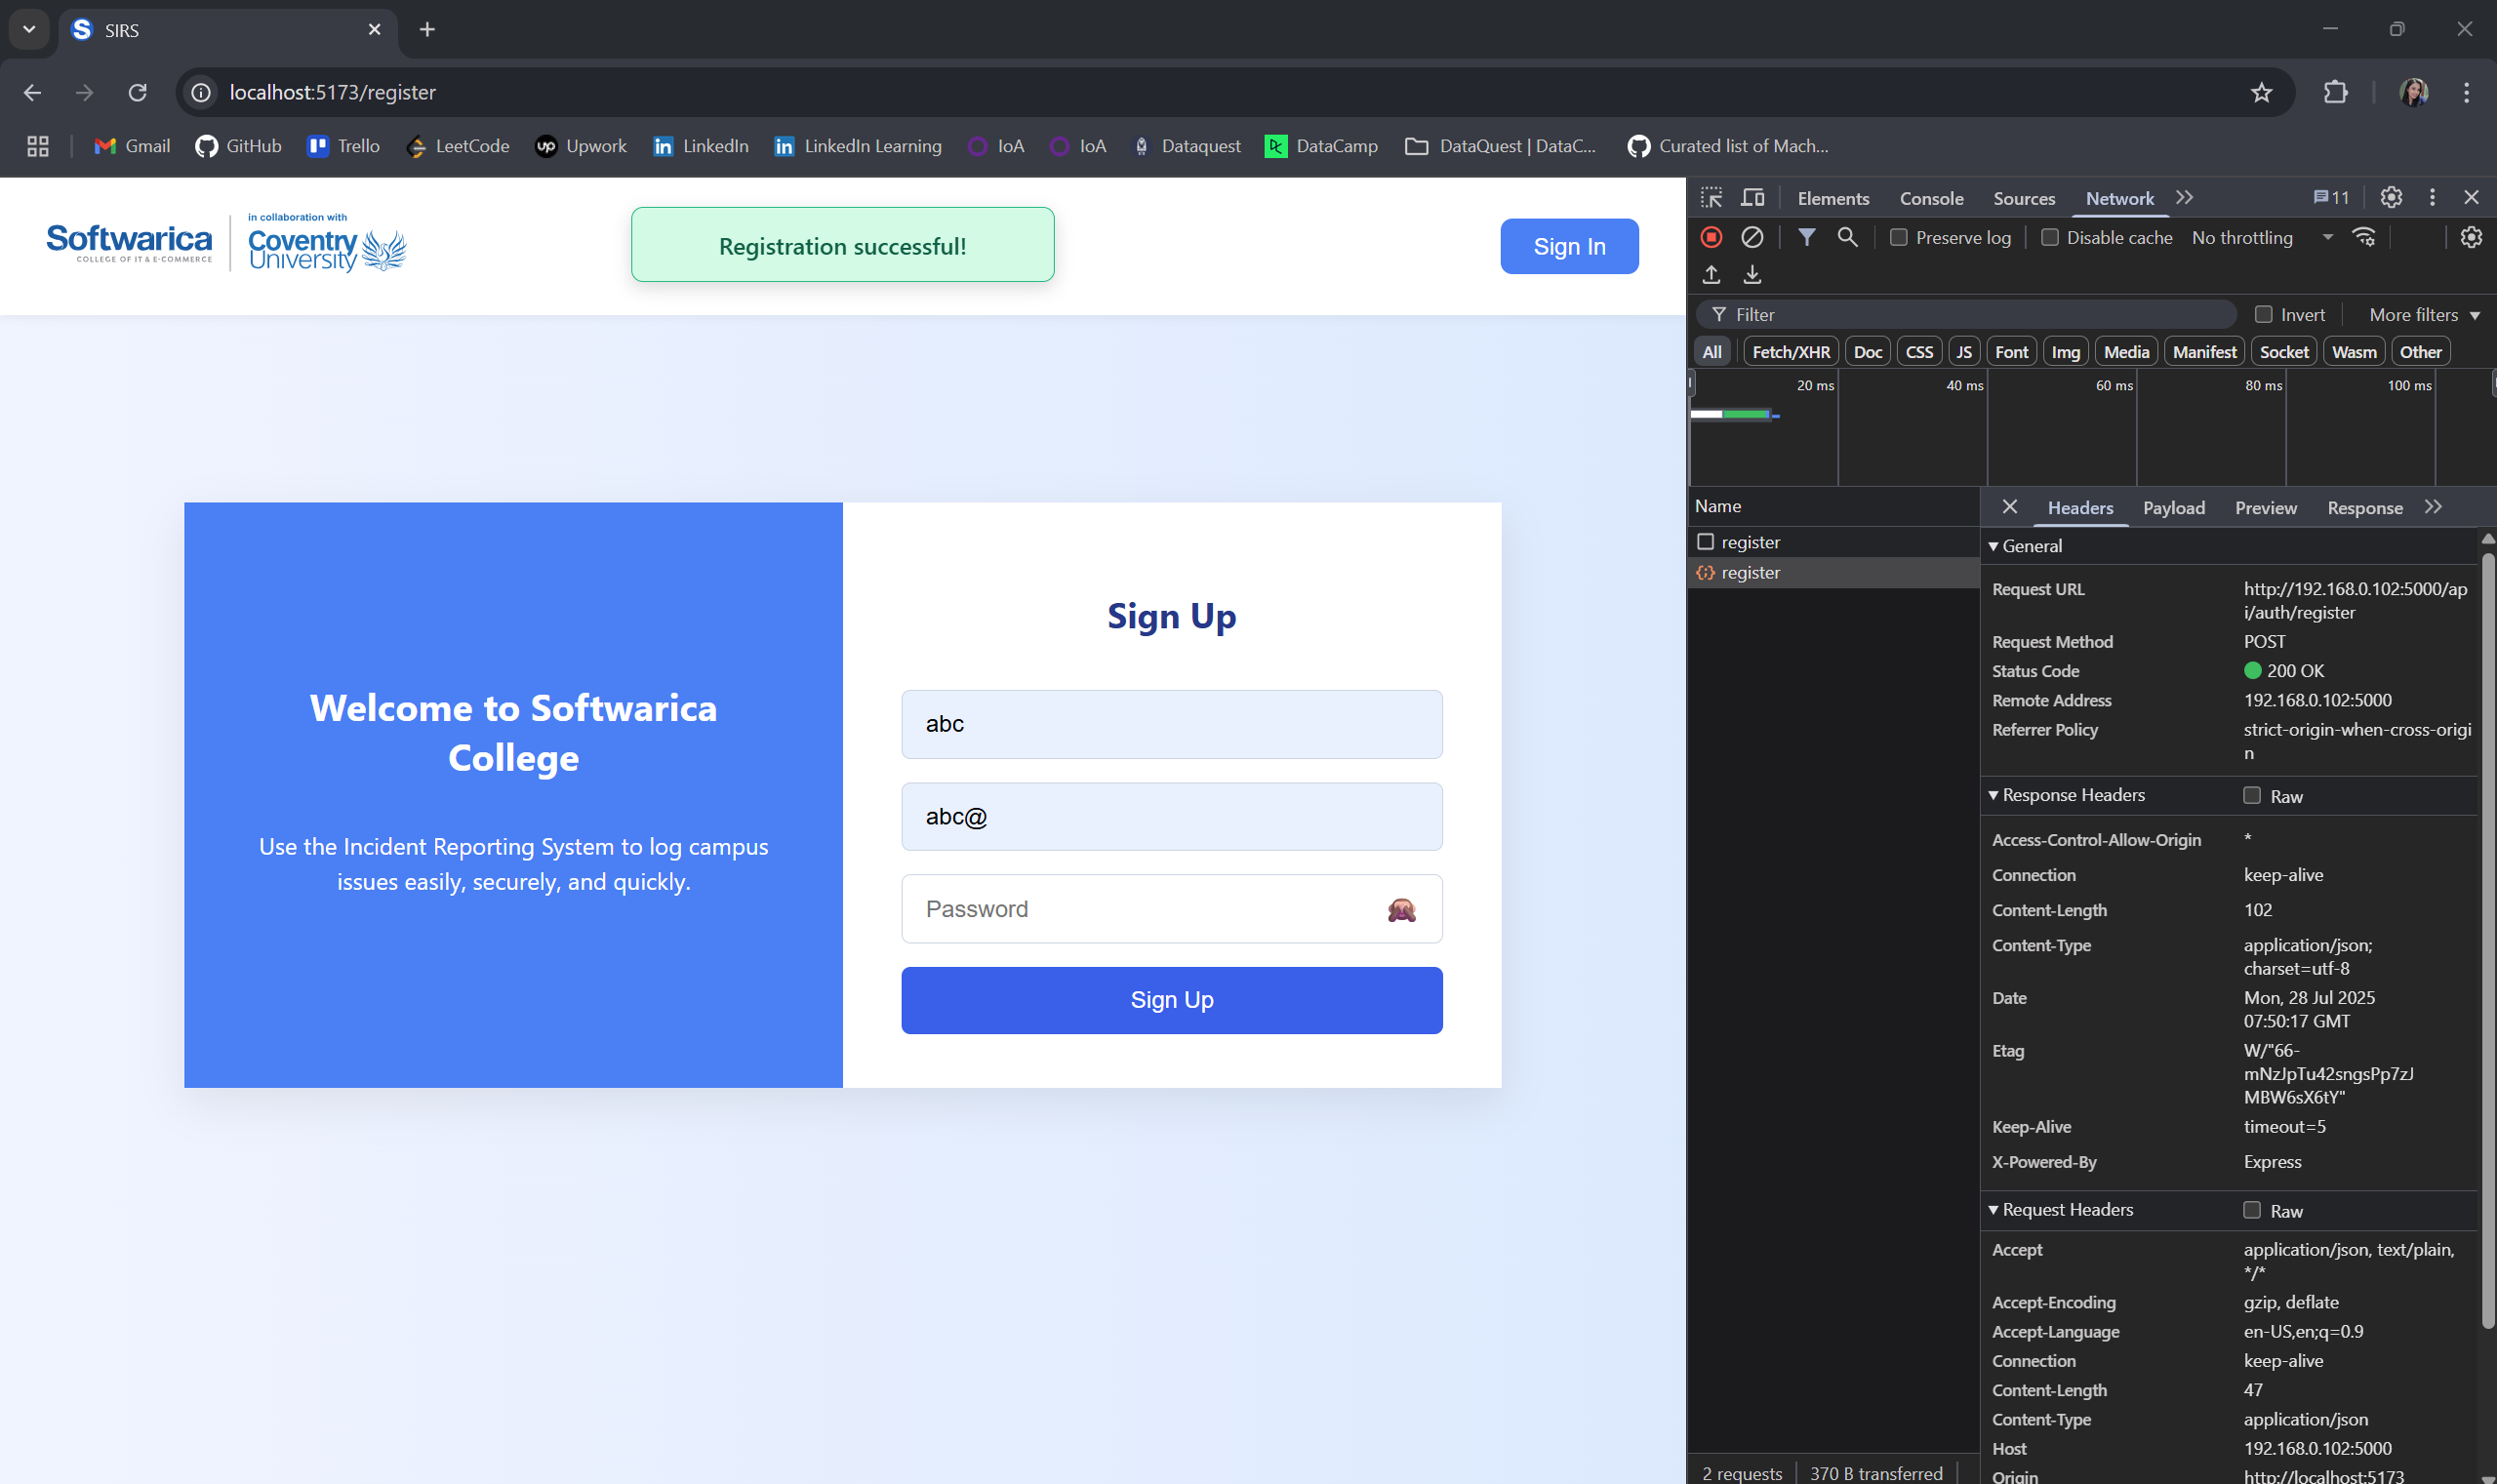 SIRS
localhost:5173/register
Gmail
GitHub
Trello
LeetCode
Upwork
LinkedIn
LinkedIn Learning
IoA
IoA
Dataquest
DataCamp
DataQuest | DataC...
Curated list of Mach...
Softwarica
COLLEGE OF IT & E-COMMERCE
in collaboration with
Coventry
University
Registration successful!
Sign In
Welcome to Softwarica
College
Use the Incident Reporting System to log campus
issues easily, securely, and quickly.
Sign Up
abc
abc@
Password
Sign Up
Elements
Console
Sources
Network
11
Preserve log
Disable cache
No throttling
Filter
Invert
More filters
All
Fetch/XHR
Doc
CSS
JS
Font
Img
Media
Manifest
Socket
Wasm
Other
20 ms
40 ms
60 ms
80 ms
100 ms
Name
register
register
Headers
Payload
Preview
Response
General
Request URL
http://192.168.0.102:5000/ap
i/auth/register
Request Method
POST
Status Code
200 OK
Remote Address
192.168.0.102:5000
Referrer Policy
strict-origin-when-cross-origi
n
Response Headers
Raw
Access-Control-Allow-Origin
*
Connection
keep-alive
Content-Length
102
Content-Type
application/json;
charset=utf-8
Date
Mon, 28 Jul 2025
07:50:17 GMT
Etag
W/"66-
mNzJpTu42sngsPp7zJ
MBW6sX6tY"
Keep-Alive
timeout=5
X-Powered-By
Express
Request Headers
Raw
Accept
application/json, text/plain,
*/*
Accept-Encoding
gzip, deflate
Accept-Language
en-US,en;q=0.9
Connection
keep-alive
Content-Length
47
Content-Type
application/json
Host
192.168.0.102:5000
Origin
http://localhost:5173
2 requests
370 B transferred